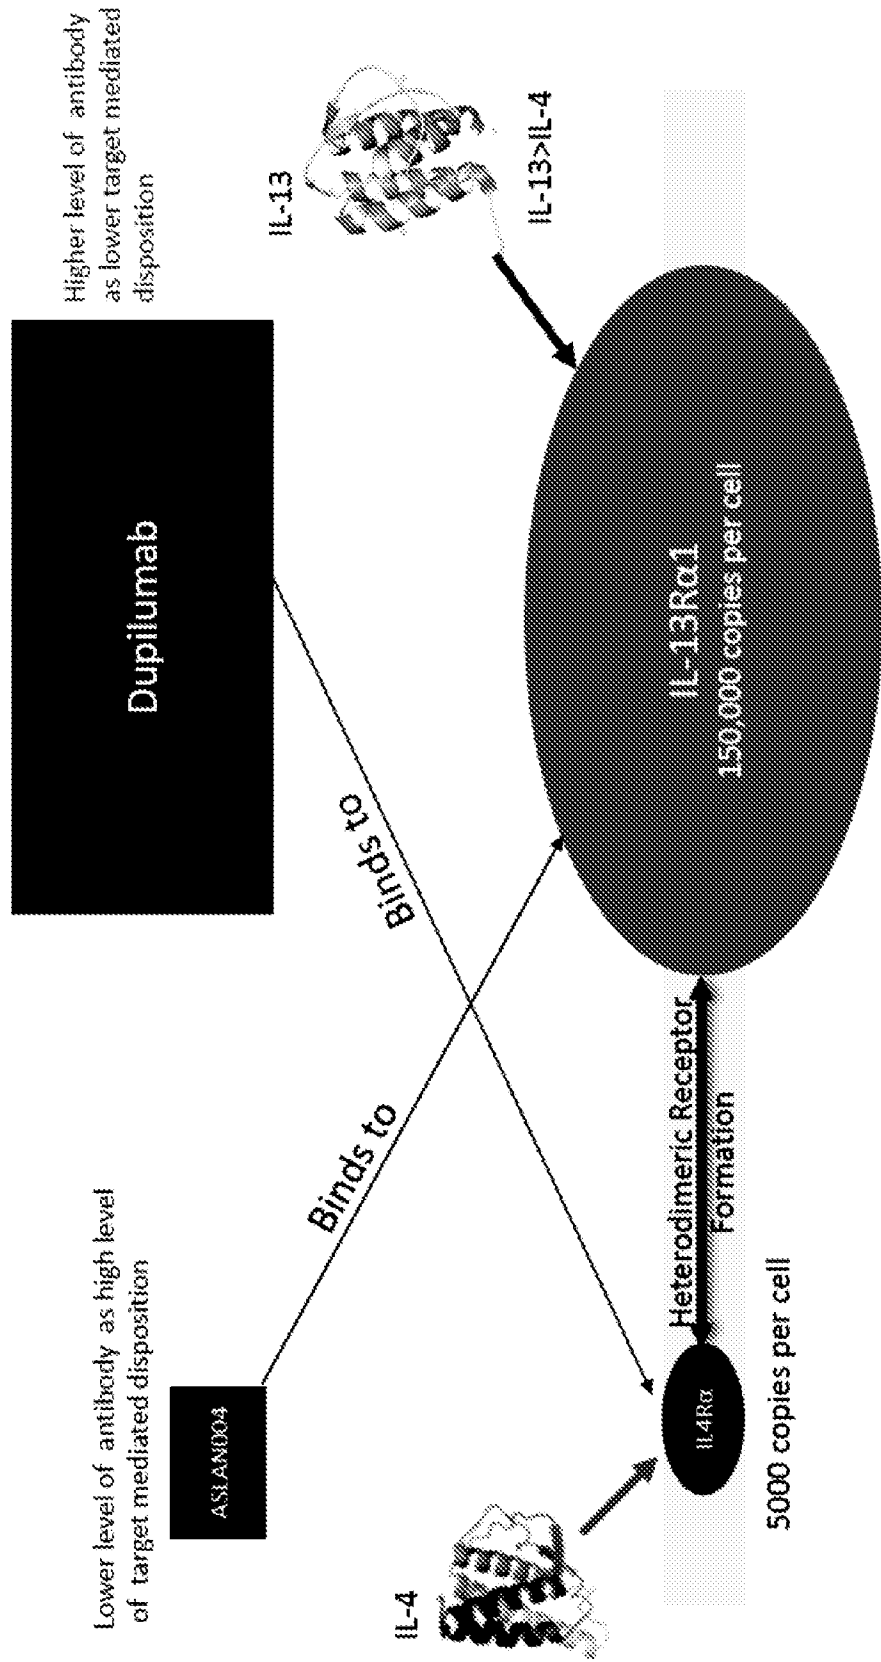 Lower level of antibody as high level
of target mediated disposition
Higher level of antibody
as lower target mediated
disposition
ASLAN004
Dupilumab
IL-4
Binds to
Binds to
IL-13
IL-13>IL-4
IL4Rα
Heterodimeric Receptor
Formation
IL-13Rα1
150,000 copies per cell
5000 copies per cell